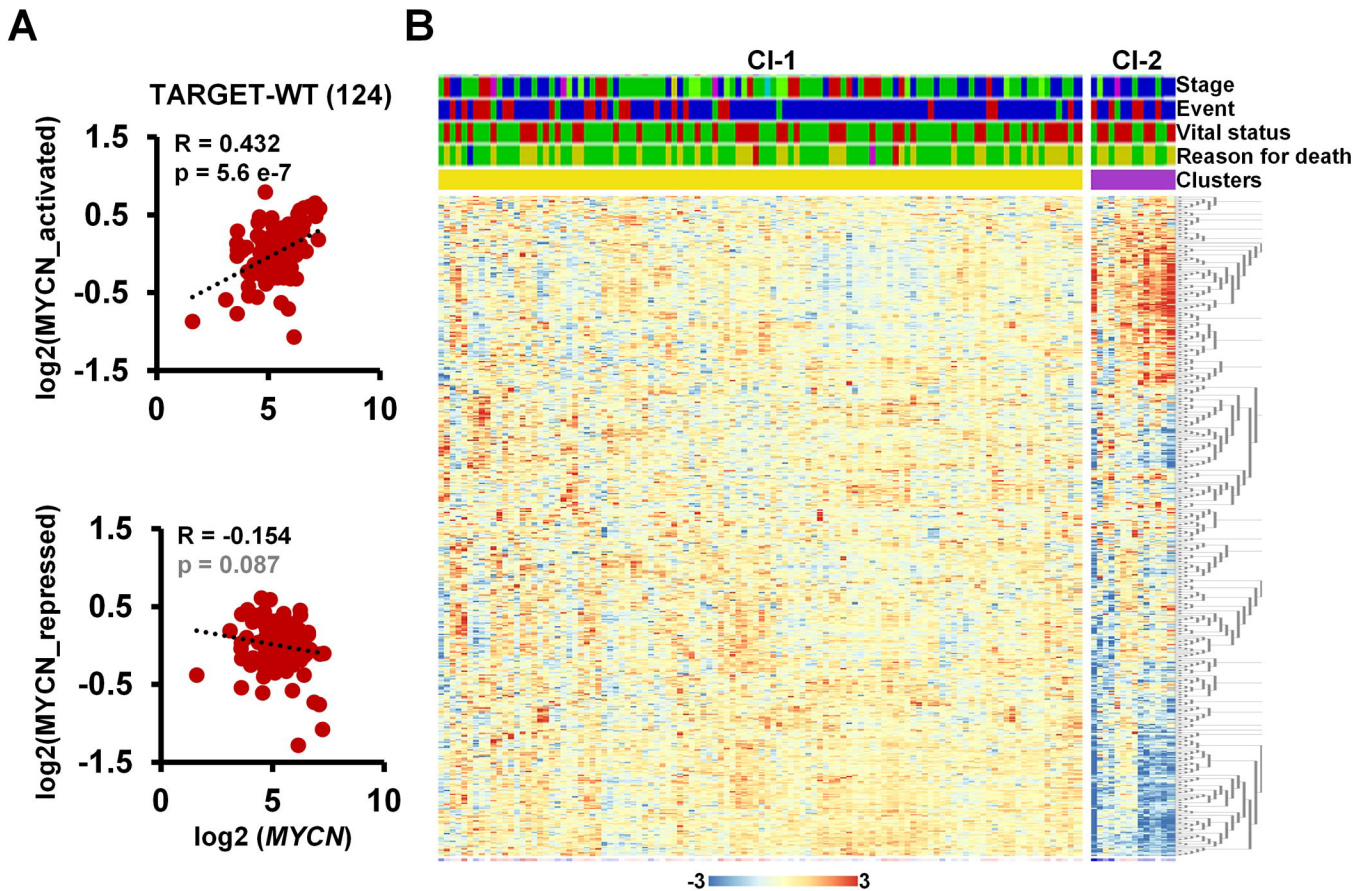 A
TARGET-WT (124)
log2(MYCN_activated)
1.5
0.5
-0.5
-1.5
R = 0.432
p = 5.6 e-7
0
5
10
log2(MYCN_repressed)
1.5
0.5
-0.5
-1.5
R = -0.154
p = 0.087
0
5
10
log2 (MYCN)
B
CI-1
CI-2
Stage
Event
Vital status
Reason for death
Clusters
-3
3